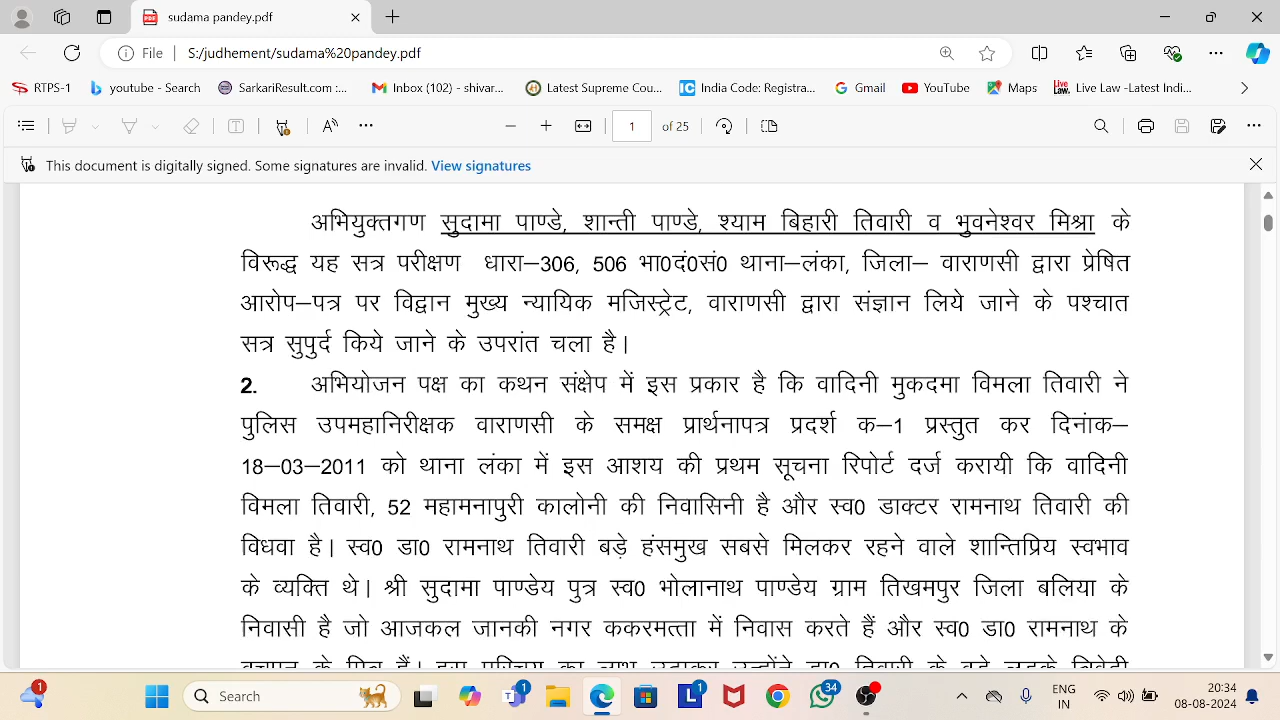 sudama pandey.pdf
File
S:/judhement/sudama%20pandey.pdf
RTPS-1
youtube - Search
SarkariResult.com ...
Inbox (102) - shivar...
Latest Supreme Cou...
India Code: Registra...
Gmail
YouTube
Maps
Live Law -Latest Indi...
1 of 25
This document is digitally signed. Some signatures are invalid. View signatures
अभियुक्तगण सुदामा पाण्डे, शान्ती पाण्डे, श्याम बिहारी तिवारी व भुवनेश्वर मिश्रा के
विरूद्ध यह सत्र परीक्षण धारा–306, 506 भा0दं0सं0 थाना–लंका, जिला– वाराणसी द्वारा प्रेषित
आरोप–पत्र पर विद्वान मुख्य न्यायिक मजिस्ट्रेट, वाराणसी द्वारा संज्ञान लिये जाने के पश्चात
सत्र सुपुर्द किये जाने के उपरांत चला है।
2. अभियोजन पक्ष का कथन संक्षेप में इस प्रकार है कि वादिनी मुकदमा विमला तिवारी ने
पुलिस उपमहानिरीक्षक वाराणसी के समक्ष प्रार्थनापत्र प्रदर्श क–1 प्रस्तुत कर दिनांक–
18–03–2011 को थाना लंका में इस आशय की प्रथम सूचना रिपोर्ट दर्ज करायी कि वादिनी
विमला तिवारी, 52 महामनापुरी कालोनी की निवासिनी है और स्व0 डाक्टर रामनाथ तिवारी की
विधवा है। स्व0 डा0 रामनाथ तिवारी बड़े हंसमुख सबसे मिलकर रहने वाले शान्तिप्रिय स्वभाव
के व्यक्ति थे। श्री सुदामा पाण्डेय पुत्र स्व0 भोलानाथ पाण्डेय ग्राम तिखमपुर जिला बलिया के
निवासी है जो आजकल जानकी नगर ककरमत्ता में निवास करते हैं और स्व0 डा0 रामनाथ के
Search
ENG
IN
20:34
08-08-2024